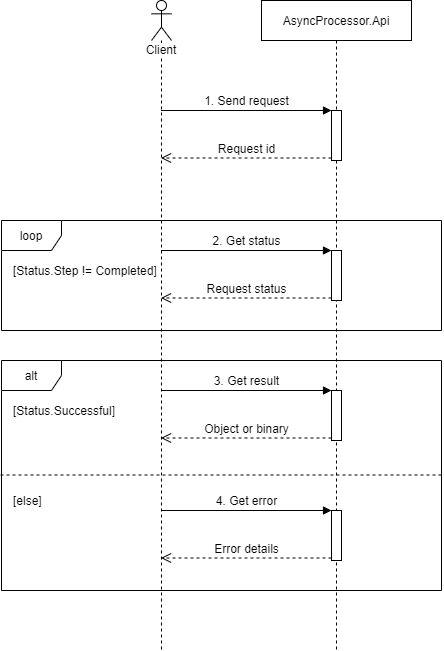 AsyncProcessor.Api
Client
1. Send request
Request id
loop
2. Get status
[Status.Step != Completed]
Request status
alt
3. Get result
[Status.Successful]
Object or binary
[else]
4. Get error
Error details